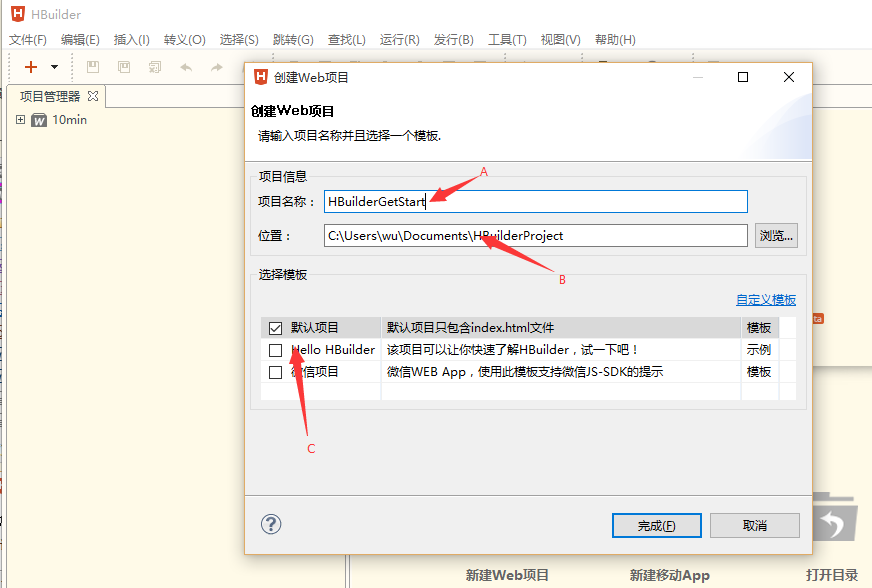 HBuilder
文件(F) 编辑(E) 插入(I) 转义(O) 选择(S) 跳转(G) 查找(L) 运行(R) 发行(B) 工具(T) 视图(V) 帮助(H)
项目管理器
10min
创建Web项目
创建Web项目
请输入项目名称并且选择一个模板.
项目信息
A
项目名称： HBuilderGetStart
位置： C:\Users\wu\Documents\HBuilderProject 浏览...
B
选择模板
自定义模板
默认项目 默认项目只包含index.html文件 模板
Hello HBuilder 该项目可以让你快速了解HBuilder，试一下吧！ 示例
微信项目 微信WEB App，使用此模板支持微信JS-SDK的提示 模板
C
完成(F) 取消
新建Web项目 新建移动App 打开目录